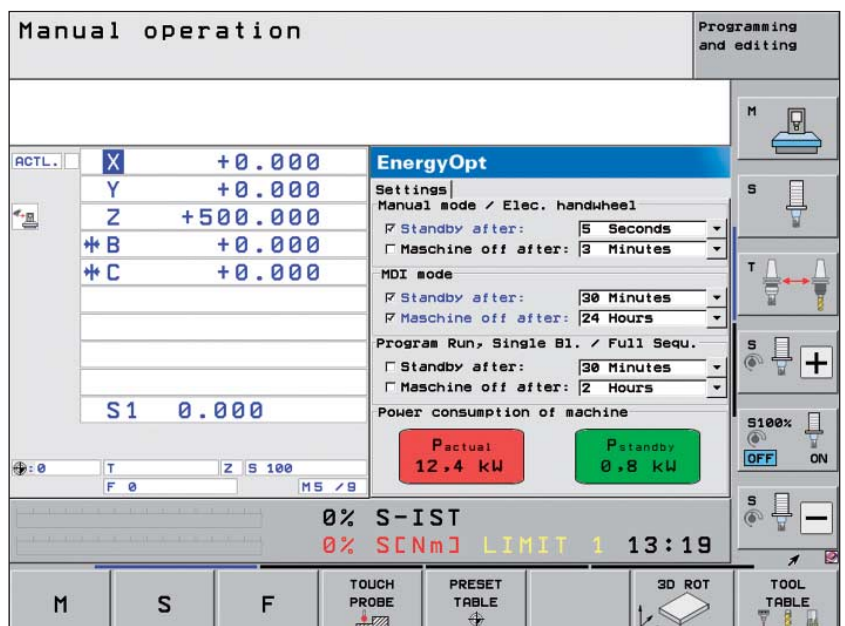 Manual operation
Programming
and editing
ACTL. X +0.000
Y +0.000
Z +500.000
B +0.000
C +0.000
S1 0.000
:0 T Z S 100
F 0 M5 /9
EnergyOpt
Settings
Manual mode / Elec. handwheel
Standby after: 5 Seconds
Maschine off after: 3 Minutes
MDI mode
Standby after: 30 Minutes
Maschine off after: 24 Hours
Program Run, Single Bl. / Full Sequ.
Standby after: 30 Minutes
Maschine off after: 2 Hours
Power consumption of machine
Pactual
12,4 kW
Pstandby
0,8 kW
0% S-IST
0% S[Nm] LIMIT 1 13:19
M
S
T
S +
S100%
OFF ON
S −
M
S
F
TOUCH
PROBE
PRESET
TABLE
3D ROT
TOOL
TABLE